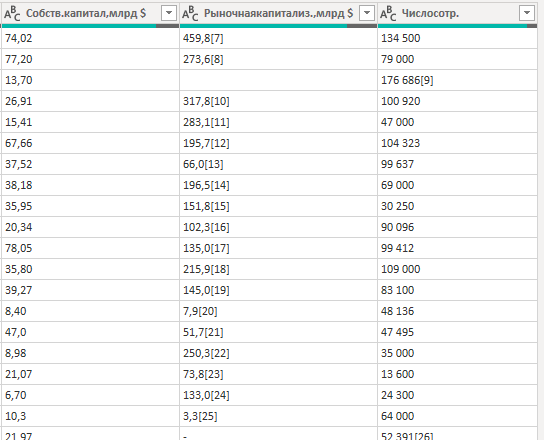 Собств.капитал,млрд $ Рыночнаякапитализ.,млрд $ Числосотр.
74,02 459,8[7] 134 500
77,20 273,6[8] 79 000
13,70 176 686[9]
26,91 317,8[10] 100 920
15,41 283,1[11] 47 000
67,66 195,7[12] 104 323
37,52 66,0[13] 99 637
38,18 196,5[14] 69 000
35,95 151,8[15] 30 250
20,34 102,3[16] 90 096
78,05 135,0[17] 99 412
35,80 215,9[18] 109 000
39,27 145,0[19] 83 100
8,40 7,9[20] 48 136
47,0 51,7[21] 47 495
8,98 250,3[22] 35 000
21,07 73,8[23] 13 600
6,70 133,0[24] 24 300
10,3 3,3[25] 64 000
21,97 - 52 391[26]